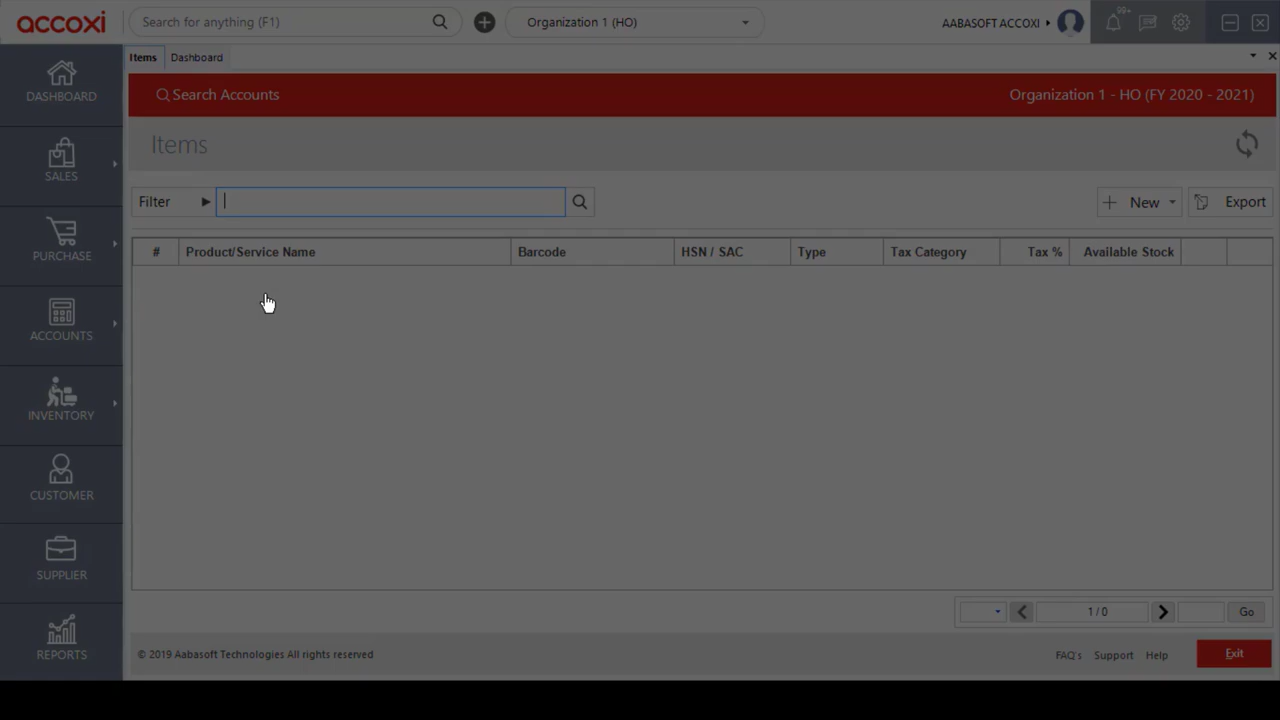 accoxi
Search for anything (F1)
Organization 1 (HO)
AABASOFT ACCOXI
99+
Items
Dashboard
Search Accounts
Organization 1 - HO (FY 2020 - 2021)
Items
Filter
New
Export
# Product/Service Name Barcode HSN / SAC Type Tax Category Tax % Available Stock
DASHBOARD
SALES
PURCHASE
ACCOUNTS
INVENTORY
CUSTOMER
SUPPLIER
REPORTS
1 / 0
Go
© 2019 Aabasoft Technologies All rights reserved
FAQ's
Support
Help
Exit